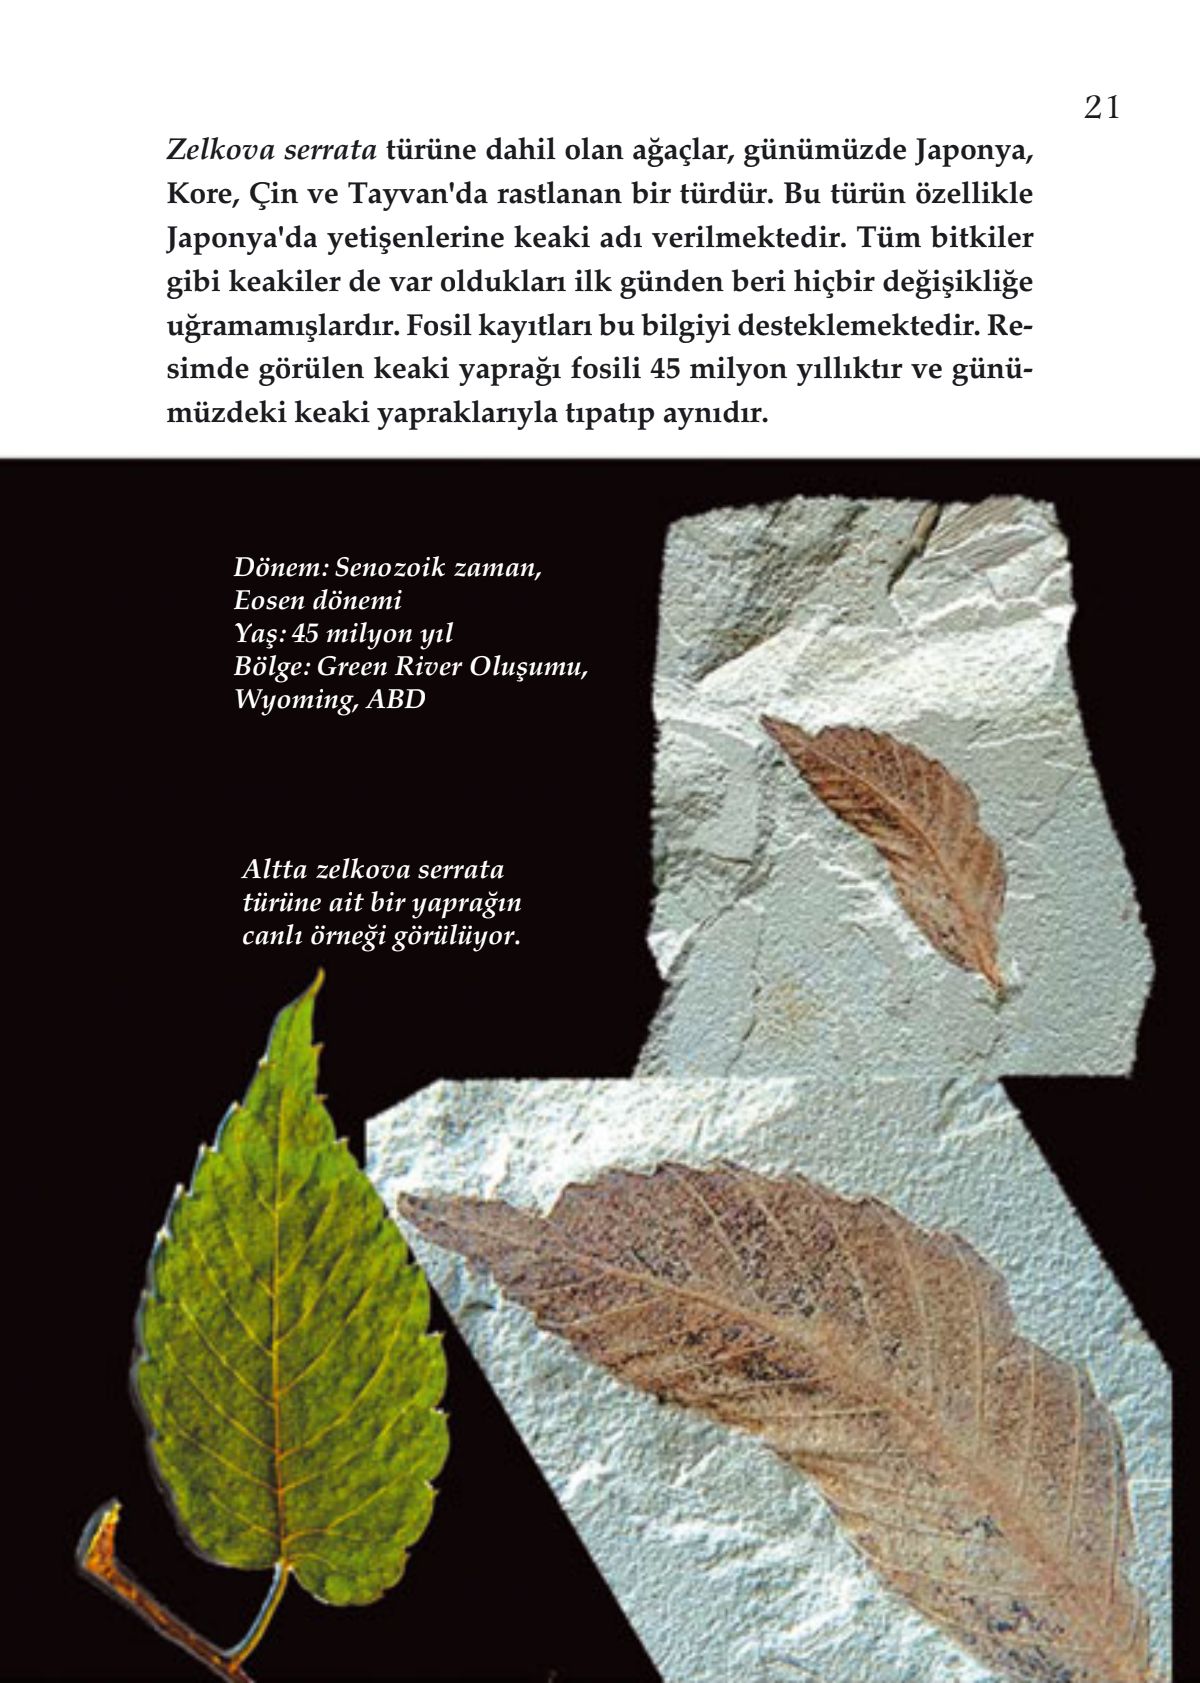 21
Zelkova serrata türüne dahil olan ağaçlar, günümüzde Japonya,
Kore, Çin ve Tayvan'da rastlanan bir türdür. Bu türün özellikle
Japonya'da yetişenlerine keaki adı verilmektedir. Tüm bitkiler
gibi keakiler de var oldukları ilk günden beri hiçbir değişikliğe
uğramamışlardır. Fosil kayıtları bu bilgiyi desteklemektedir. Re-
simde görülen keaki yaprağı fosili 45 milyon yıllıktır ve günü-
müzdeki keaki yapraklarıyla tıpatıp aynıdır.
Dönem: Senozoik zaman,
Eosen dönemi
Yaş: 45 milyon yıl
Bölge: Green River Oluşumu,
Wyoming, ABD
Altta zelkova serrata
türüne ait bir yaprağın
canlı örneği görülüyor.